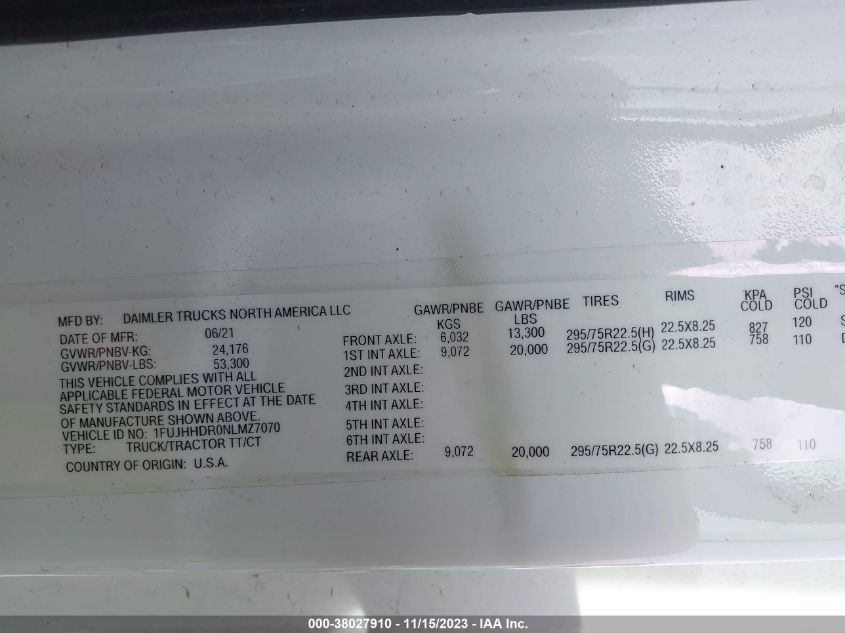 MFD BY: DAIMLER TRUCKS NORTH AMERICA LLC
DATE OF MFR: 06/21
GVWR/PNBV-KG: 24,176
GVWR/PNBV-LBS: 53,300
THIS VEHICLE COMPLIES WITH ALL
APPLICABLE FEDERAL MOTOR VEHICLE
SAFETY STANDARDS IN EFFECT AT THE DATE
OF MANUFACTURE SHOWN ABOVE.
VEHICLE ID NO: 1FUJHHDR0NLMZ7070
TYPE: TRUCK/TRACTOR TT/CT
COUNTRY OF ORIGIN: U.S.A.
GAWR/PNBE GAWR/PNBE TIRES RIMS KPA PSI "S
KGS LBS COLD COLD
FRONT AXLE: 6,032 13,300 295/75R22.5(H) 22.5X8.25 827 120 S
1ST INT AXLE: 9,072 20,000 295/75R22.5(G) 22.5X8.25 758 110 D
2ND INT AXLE:
3RD INT AXLE:
4TH INT AXLE:
5TH INT AXLE:
6TH INT AXLE:
REAR AXLE: 9,072 20,000 295/75R22.5(G) 22.5X8.25 758 110
000-38027910 - 11/15/2023 - IAA Inc.